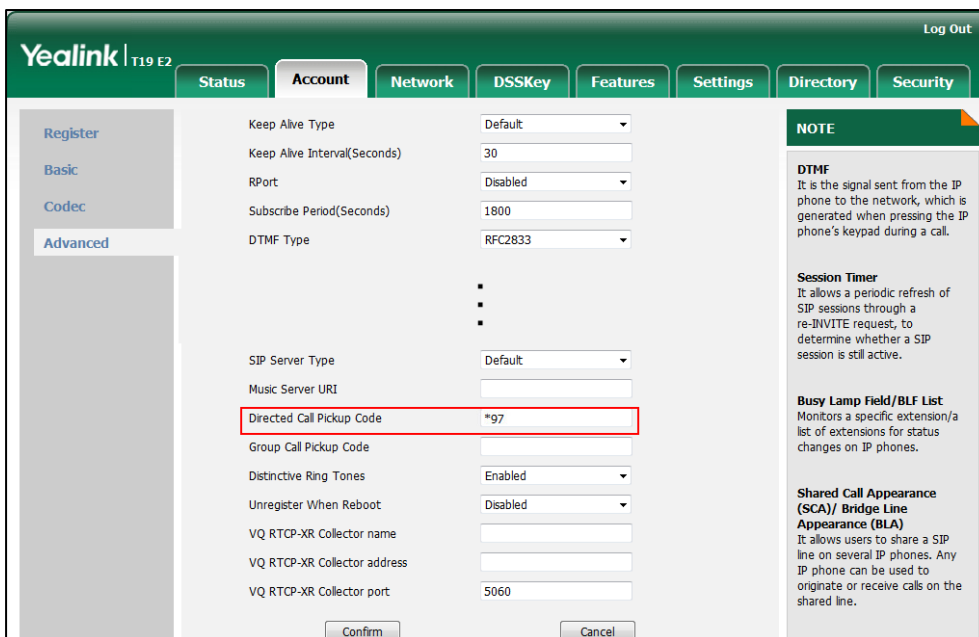 Log Out
Yealink T19 E2
Status Account Network DSSKey Features Settings Directory Security
Register
Basic
Codec
Advanced
Keep Alive Type Default
Keep Alive Interval(Seconds) 30
RPort Disabled
Subscribe Period(Seconds) 1800
DTMF Type RFC2833
SIP Server Type Default
Music Server URI
Directed Call Pickup Code *97
Group Call Pickup Code
Distinctive Ring Tones Enabled
Unregister When Reboot Disabled
VQ RTCP-XR Collector name
VQ RTCP-XR Collector address
VQ RTCP-XR Collector port 5060
Confirm Cancel
NOTE
DTMF
It is the signal sent from the IP
phone to the network, which is
generated when pressing the IP
phone's keypad during a call.
Session Timer
It allows a periodic refresh of
SIP sessions through a
re-INVITE request, to
determine whether a SIP
session is still active.
Busy Lamp Field/BLF List
Monitors a specific extension/a
list of extensions for status
changes on IP phones.
Shared Call Appearance
(SCA)/ Bridge Line
Appearance (BLA)
It allows users to share a SIP
line on several IP phones. Any
IP phone can be used to
originate or receive calls on the
shared line.